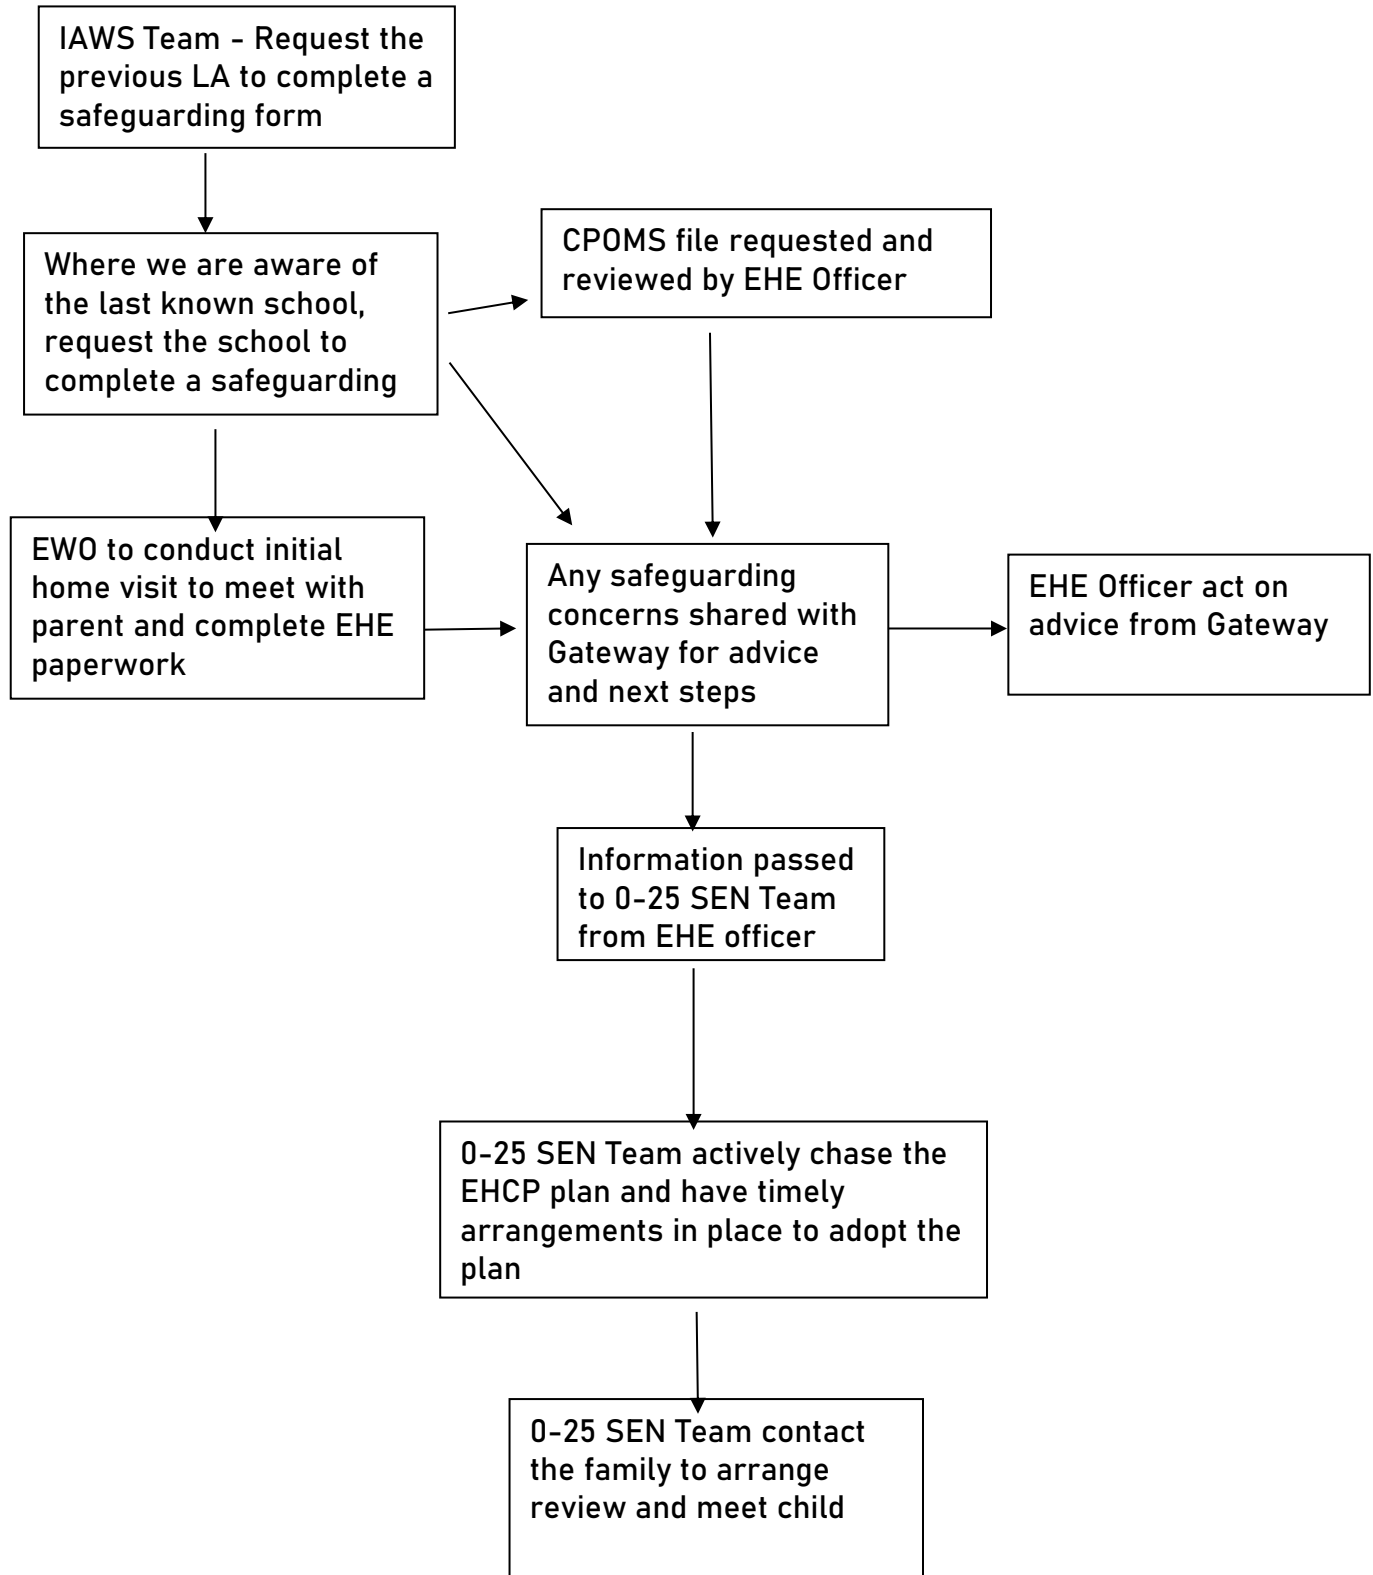 IAWS Team - Request the
previous LA to complete a
safeguarding form
Where we are aware of
the last known school,
request the school to
complete a safeguarding
CPOMS file requested and
reviewed by EHE Officer
EWO to conduct initial
home visit to meet with
parent and complete EHE
paperwork
Any safeguarding
concerns shared with
Gateway for advice
and next steps
EHE Officer act on
advice from Gateway
Information passed
to 0-25 SEN Team
from EHE officer
0-25 SEN Team actively chase the
EHCP plan and have timely
arrangements in place to adopt the
plan
0-25 SEN Team contact
the family to arrange
review and meet child